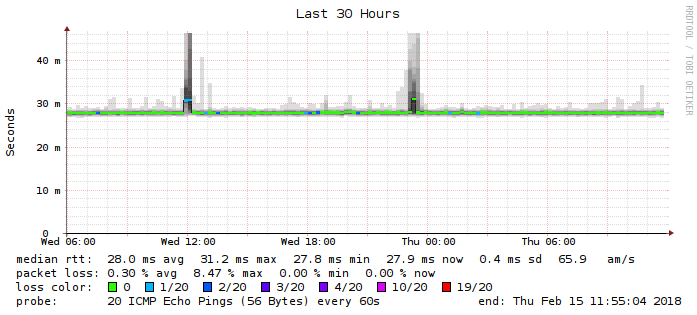 Last 30 Hours
RRDTOOL / TOBI OETIKER
Seconds
40 m
30 m
20 m
10 m
0
Wed 06:00 Wed 12:00 Wed 18:00 Thu 00:00 Thu 06:00
median rtt: 28.0 ms avg 31.2 ms max 27.8 ms min 27.9 ms now 0.4 ms sd 65.9 am/s
packet loss: 0.30 % avg 8.47 % max 0.00 % min 0.00 % now
loss color: 0 1/20 2/20 3/20 4/20 10/20 19/20
probe: 20 ICMP Echo Pings (56 Bytes) every 60s end: Thu Feb 15 11:55:04 2018